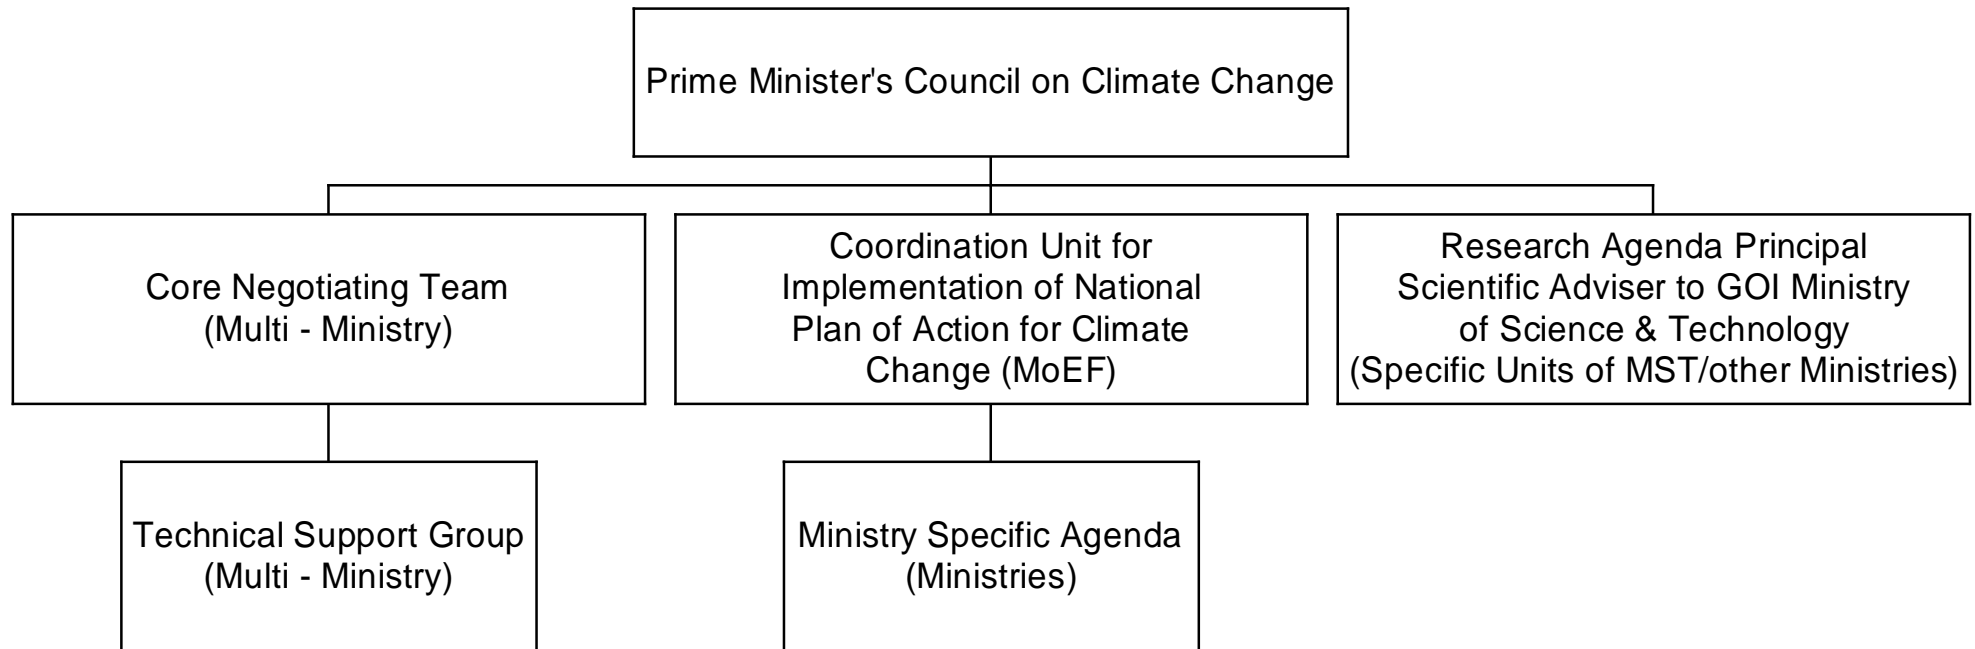 Prime Minister's Council on Climate Change
Core Negotiating Team
(Multi - Ministry)
Coordination Unit for
Implementation of National
Plan of Action for Climate
Change (MoEF)
Research Agenda Principal
Scientific Adviser to GOI Ministry
of Science & Technology
(Specific Units of MST/other Ministries)
Technical Support Group
(Multi - Ministry)
Ministry Specific Agenda
(Ministries)